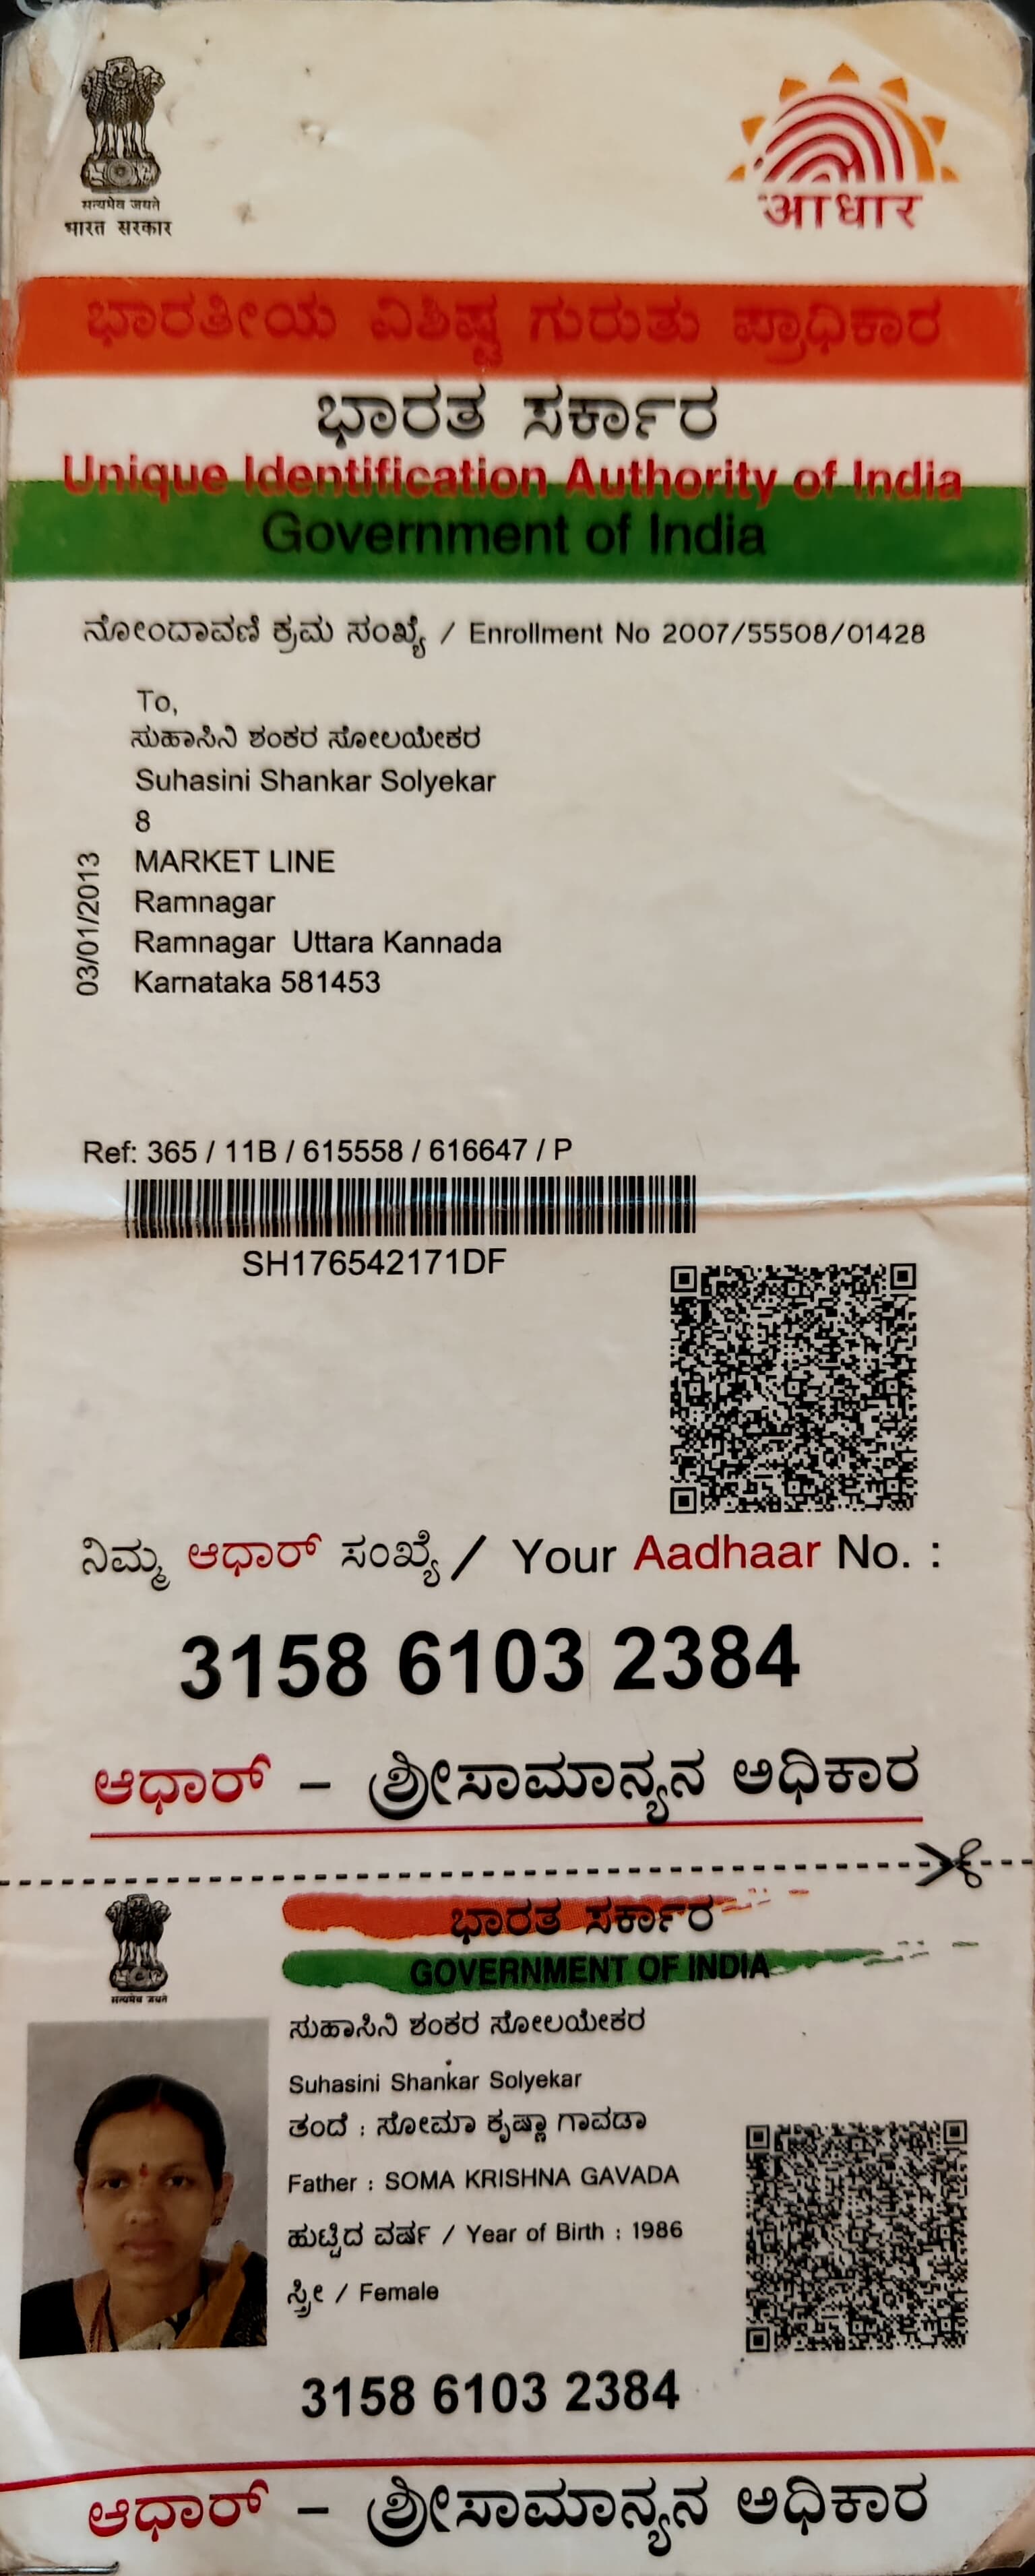 सत्यमेव जयते
भारत सरकार
आधार
ಭಾರತೀಯ ವಿಶಿಷ್ಟ ಗುರುತು ಪ್ರಾಧಿಕಾರ
ಭಾರತ ಸರ್ಕಾರ
Unique Identification Authority of India
Government of India
ನೋಂದಾವಣಿ ಕ್ರಮ ಸಂಖ್ಯೆ / Enrollment No 2007/55508/01428
To,
ಸುಹಾಸಿನಿ ಶಂಕರ ಸೋಲಯೇಕರ
Suhasini Shankar Solyekar
8
MARKET LINE
Ramnagar
Ramnagar Uttara Kannada
Karnataka 581453
03/01/2013
Ref: 365 / 11B / 615558 / 616647 / P
SH176542171DF
ನಿಮ್ಮ ಆಧಾರ್ ಸಂಖ್ಯೆ / Your Aadhaar No. :
3158 6103 2384
ಆಧಾರ್ – ಶ್ರೀಸಾಮಾನ್ಯನ ಅಧಿಕಾರ
ಭಾರತ ಸರ್ಕಾರ
GOVERNMENT OF INDIA
सत्यमेव जयते
ಸುಹಾಸಿನಿ ಶಂಕರ ಸೋಲಯೇಕರ
Suhasini Shankar Solyekar
ತಂದೆ : ಸೋಮಾ ಕೃಷ್ಣಾ ಗಾವಡಾ
Father : SOMA KRISHNA GAVADA
ಹುಟ್ಟಿದ ವರ್ಷ / Year of Birth : 1986
ಸ್ತ್ರೀ / Female
3158 6103 2384
ಆಧಾರ್ – ಶ್ರೀಸಾಮಾನ್ಯನ ಅಧಿಕಾರ